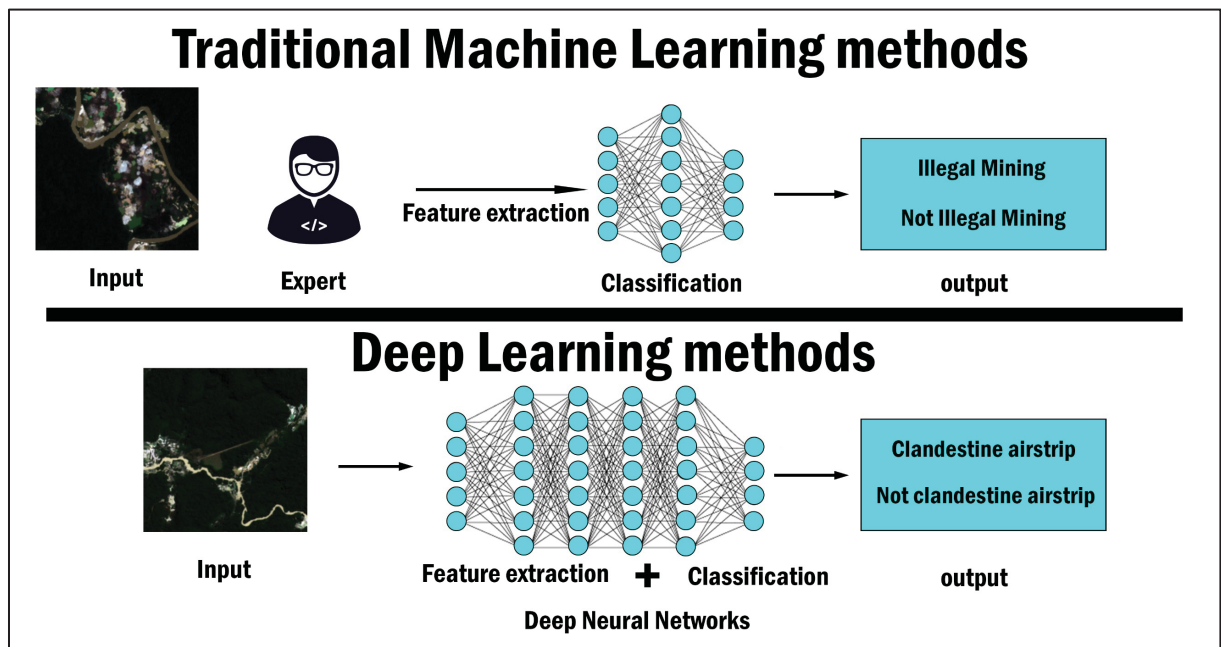 Traditional Machine Learning methods
</>
Feature extraction
Illegal Mining
Not Illegal Mining
Input
Expert
Classification
output
Deep Learning methods
Clandestine airstrip
Not clandestine airstrip
Input
Feature extraction + Classification
output
Deep Neural Networks